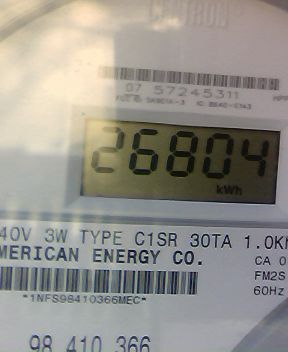 CENTRON
07 57245311
26804
kWh
40V 3W TYPE C1SR 30TA 1.0K
MERICAN ENERGY CO.
CA 0
FM2S
60Hz
*1NFS98410366MEC*
98 410 366